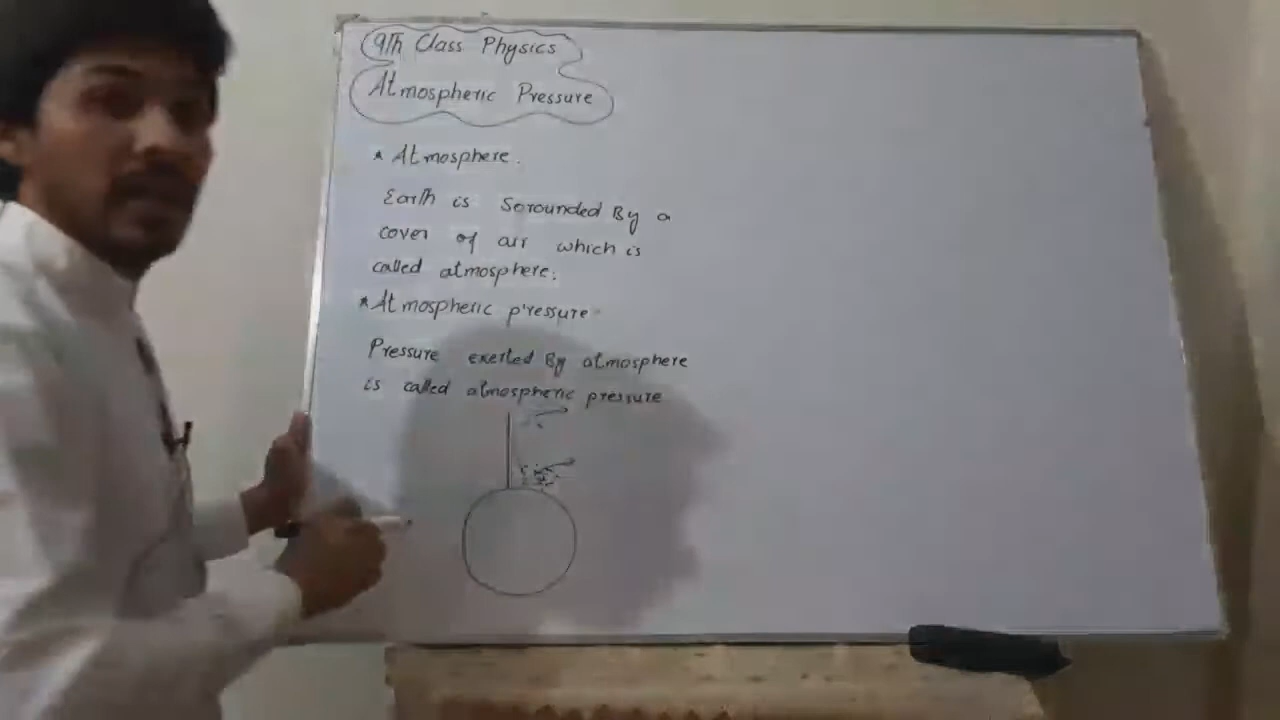 9Th Class Physics
Atmospheric Pressure
* Atmosphere.
Earth is Sorounded By a
cover of air which is
called atmosphere.
* Atmospheric pressure
Pressure exerted By atmosphere
is called atmospheric pressure